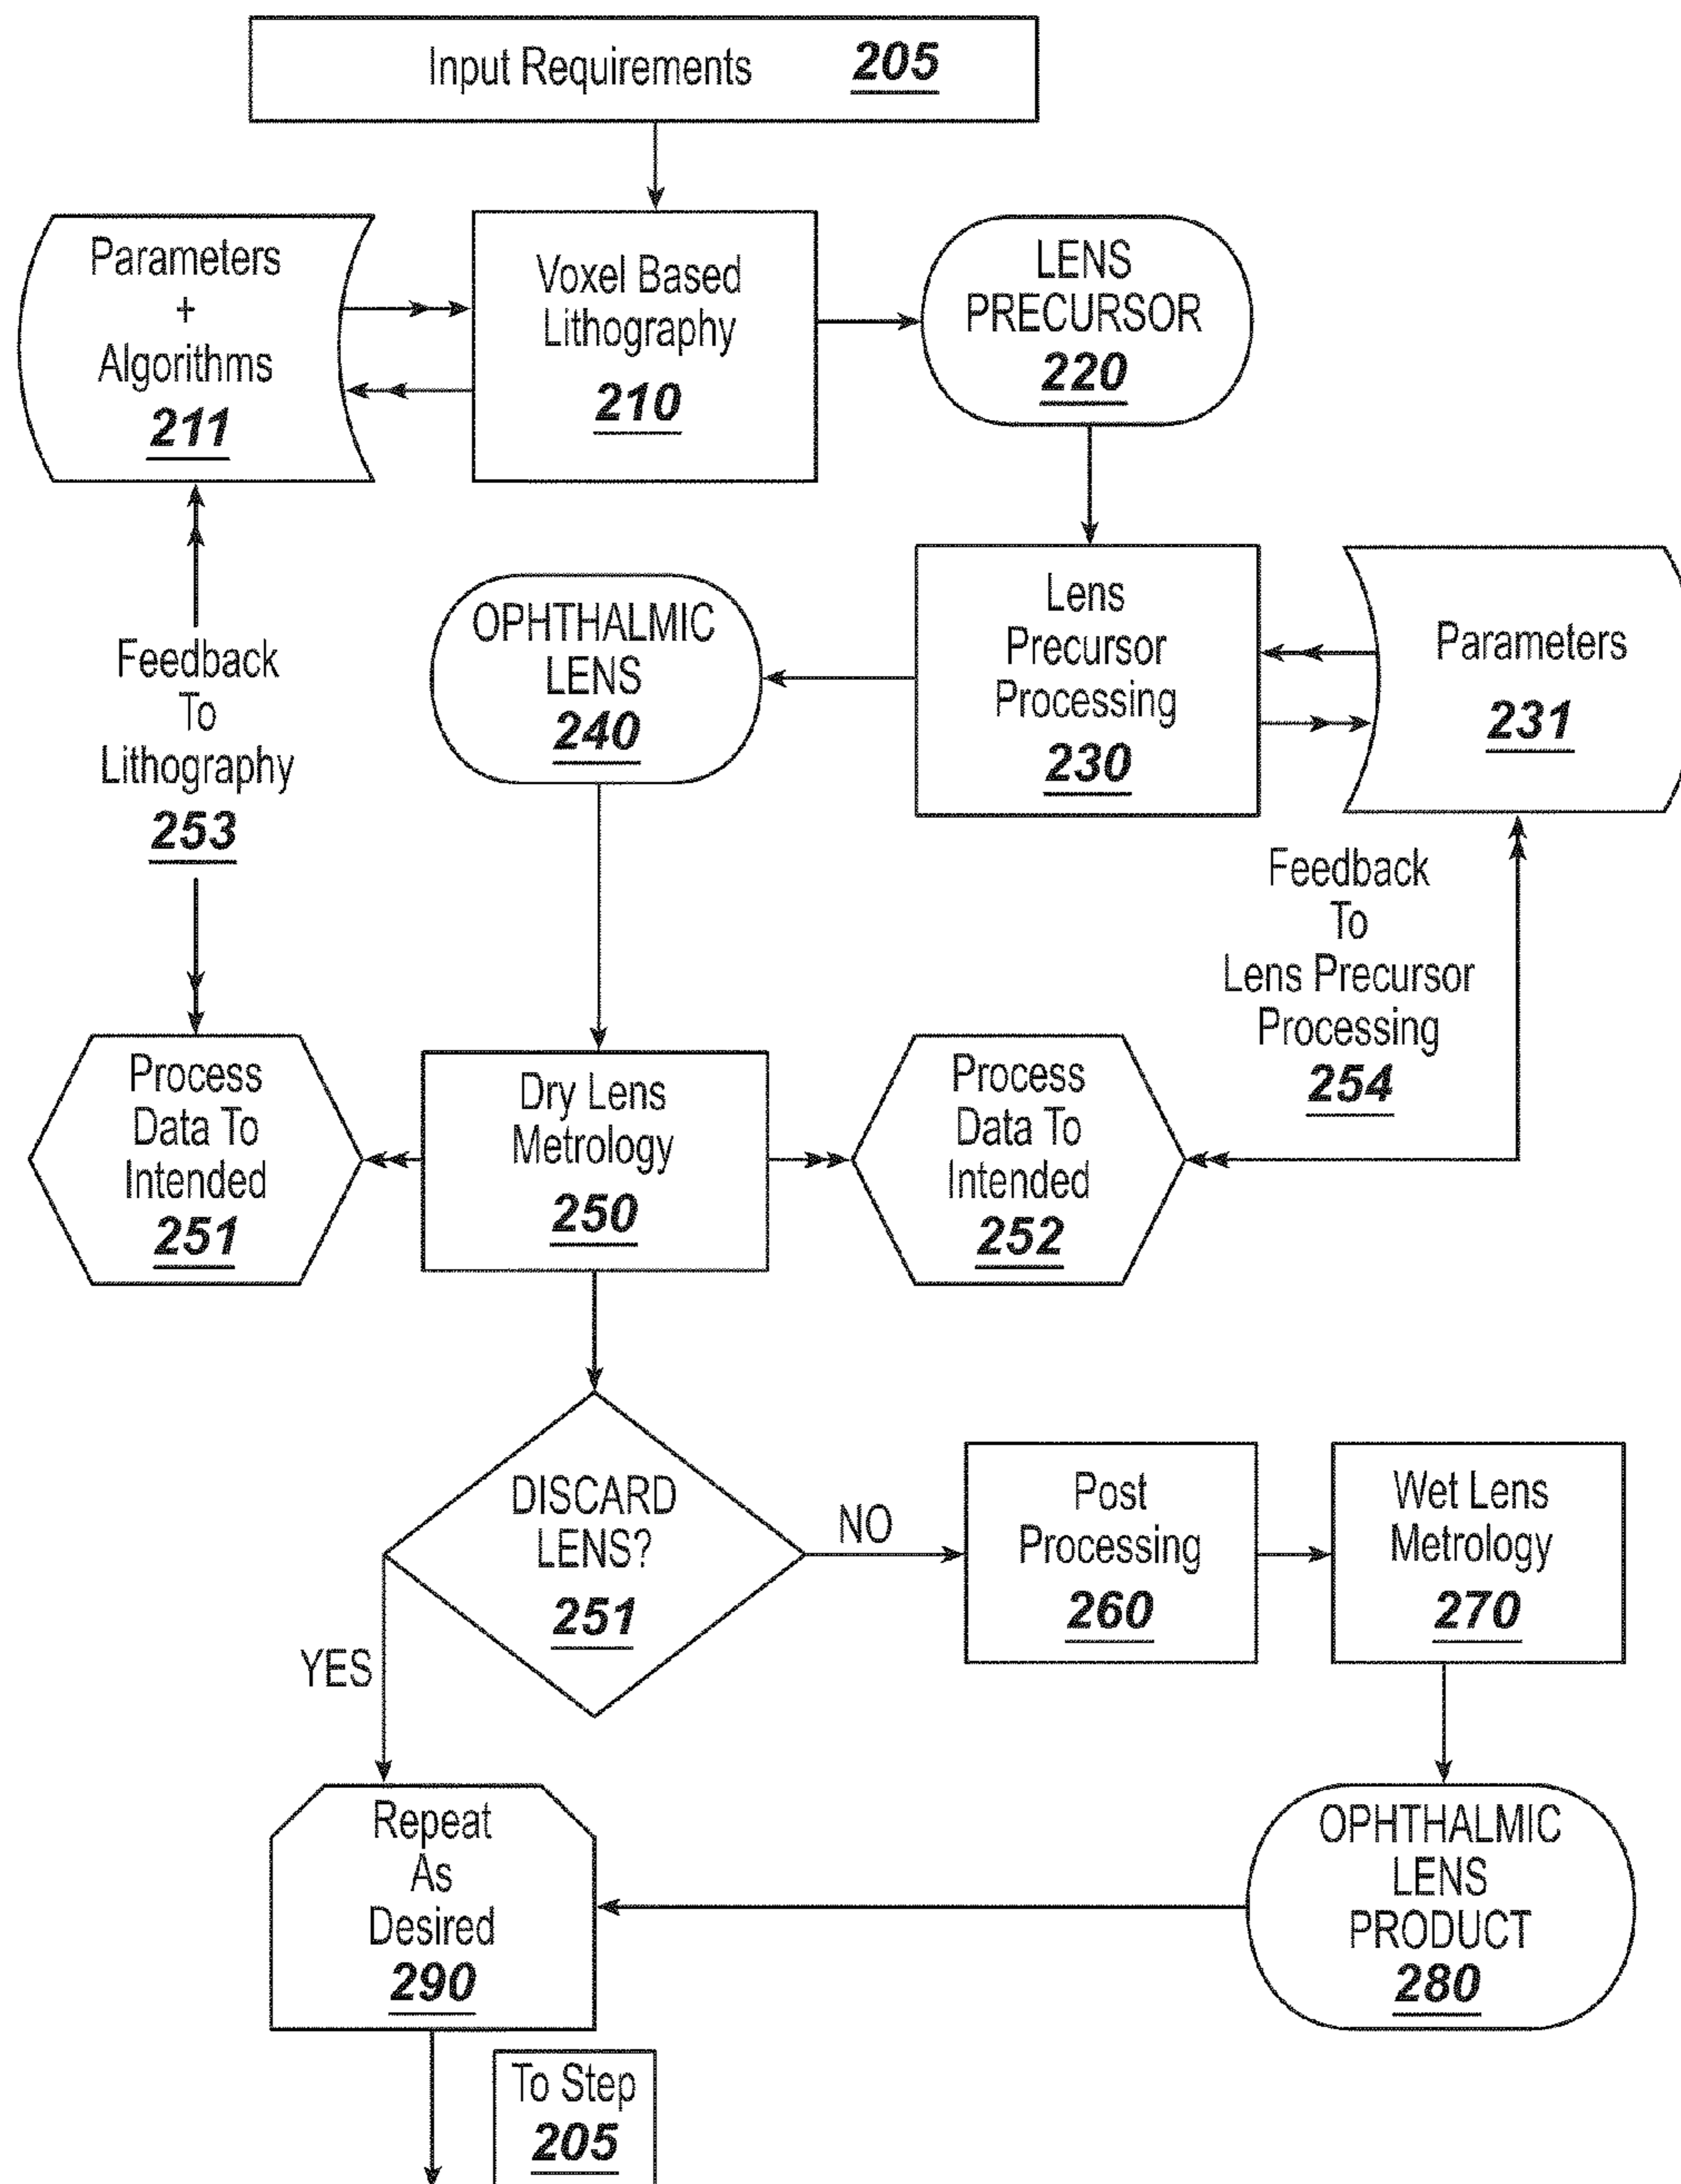 Input Requirements 205
Parameters
+
Algorithms
211
Voxel Based
Lithography
210
LENS
PRECURSOR
220
Feedback
To
Lithography
253
OPHTHALMIC
LENS
240
Lens
Precursor
Processing
230
Parameters
231
Feedback
To
Lens Precursor
Processing
254
Process
Data To
Intended
251
Dry Lens
Metrology
250
Process
Data To
Intended
252
DISCARD
LENS?
251
NO
YES
Post
Processing
260
Wet Lens
Metrology
270
Repeat
As
Desired
290
OPHTHALMIC
LENS
PRODUCT
280
To Step
205